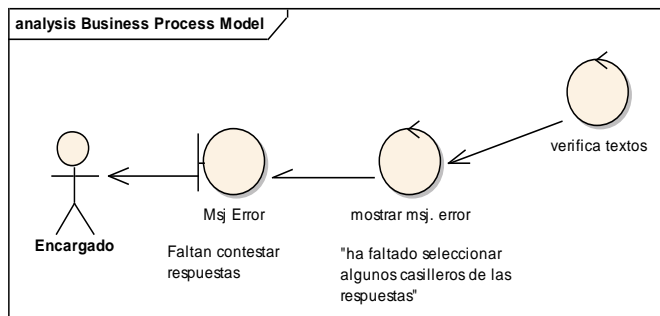 analysis Business Process Model
verifica textos
Msj Error
mostrar msj. error
Encargado
Faltan contestar
respuestas
"ha faltado seleccionar
algunos casilleros de las
respuestas"